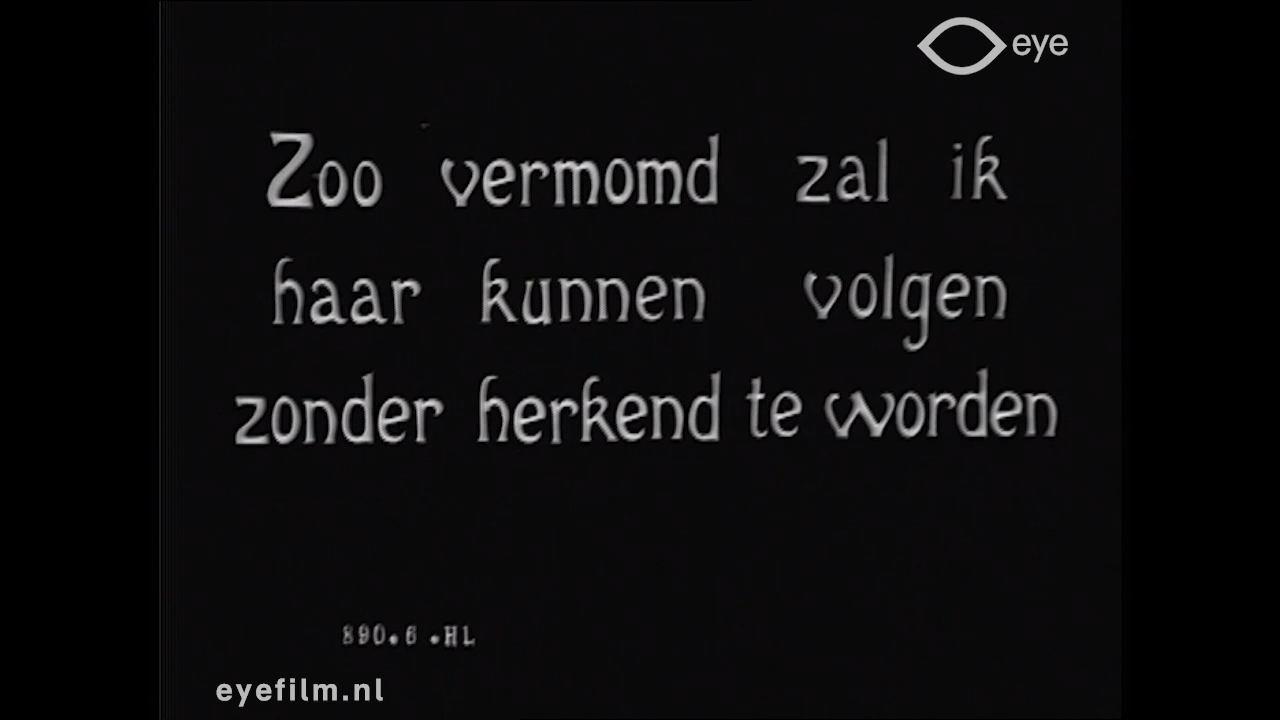 eye
Zoo vermomd zal ik
haar kunnen volgen
zonder herkend te worden
890.6.HL
eyefilm.nl